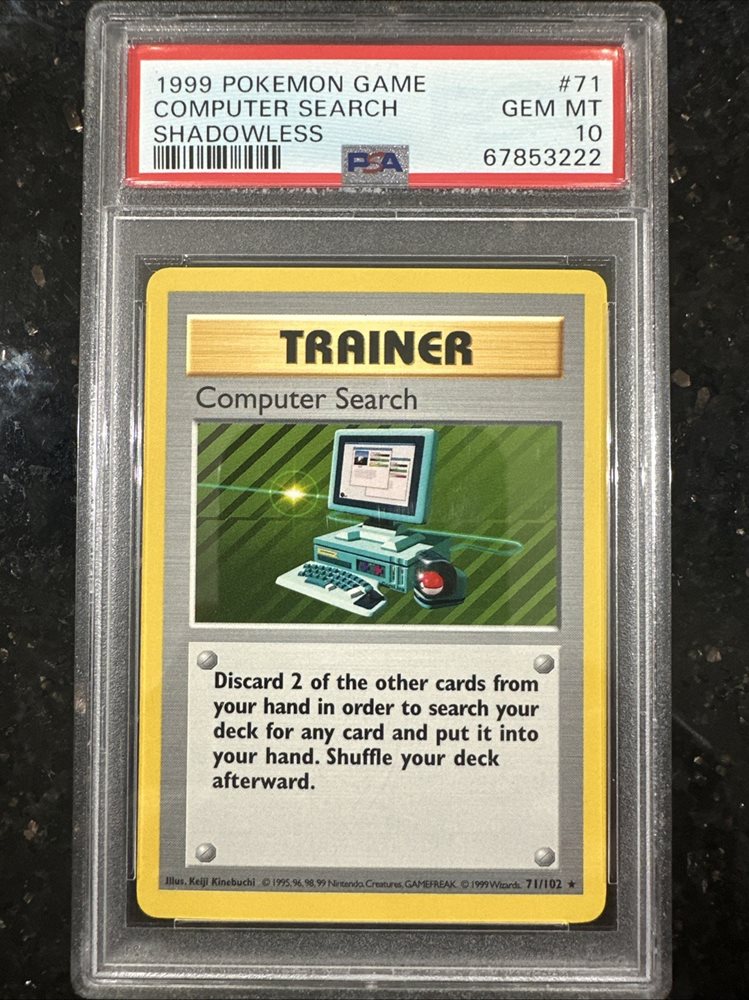 1999 POKEMON GAME #71
COMPUTER SEARCH GEM MT
SHADOWLESS 10
PSA 67853222
TRAINER
Computer Search
Discard 2 of the other cards from
your hand in order to search your
deck for any card and put it into
your hand. Shuffle your deck
afterward.
Illus. Keiji Kinebuchi © 1995, 96, 98, 99 Nintendo, Creatures, GAMEFREAK. © 1999 Wizards. 71/102 ★